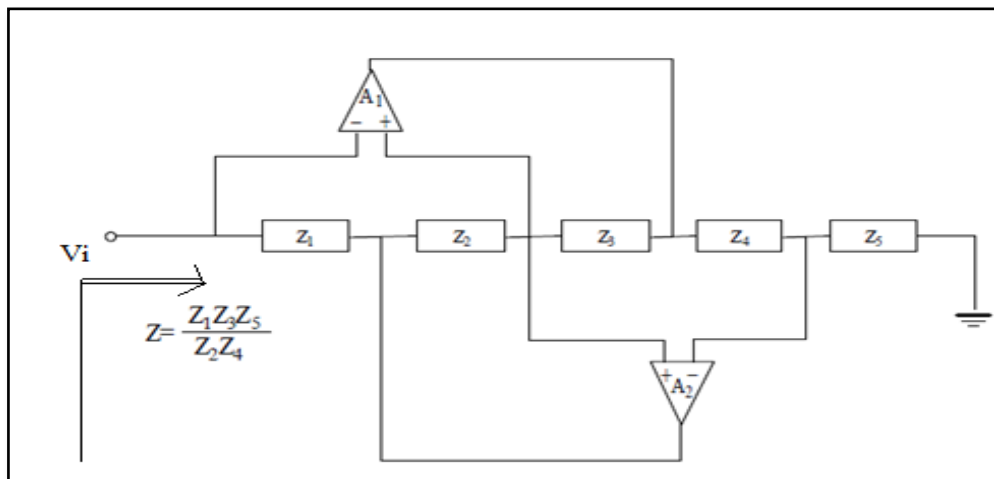 A₁
− +
Z₁ Z₂ Z₃ Z₄ Z₅
Vi
Z= Z₁Z₃Z₅
Z₂Z₄
+ −
A₂